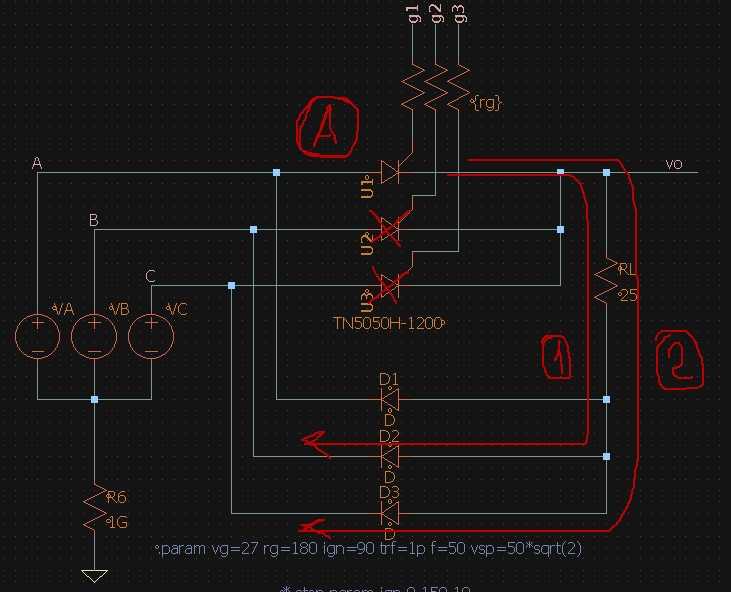 g1 g2 g3
{rg}
A
A
U1
VO
B
U2
C
U3
RL
25
VA VB VC
TN5050H-1200
1
2
D1
D
D2
D
D3
D
R6
1G
.param vg=27 rg=180 ign=90 trf=1p f=50 vsp=50*sqrt(2)